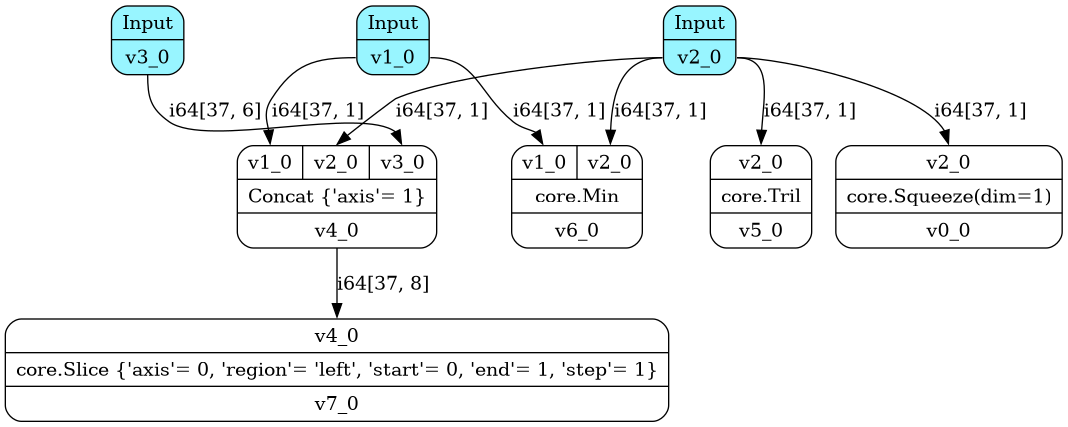 Input
v3_0
Input
v1_0
Input
v2_0
i64[37, 6]
i64[37, 1]
i64[37, 1]
i64[37, 1]
i64[37, 1]
i64[37, 1]
i64[37, 1]
v1_0
v2_0
v3_0
Concat {'axis'= 1}
v4_0
v1_0
v2_0
core.Min
v6_0
v2_0
core.Tril
v5_0
v2_0
core.Squeeze(dim=1)
v0_0
i64[37, 8]
v4_0
core.Slice {'axis'= 0, 'region'= 'left', 'start'= 0, 'end'= 1, 'step'= 1}
v7_0